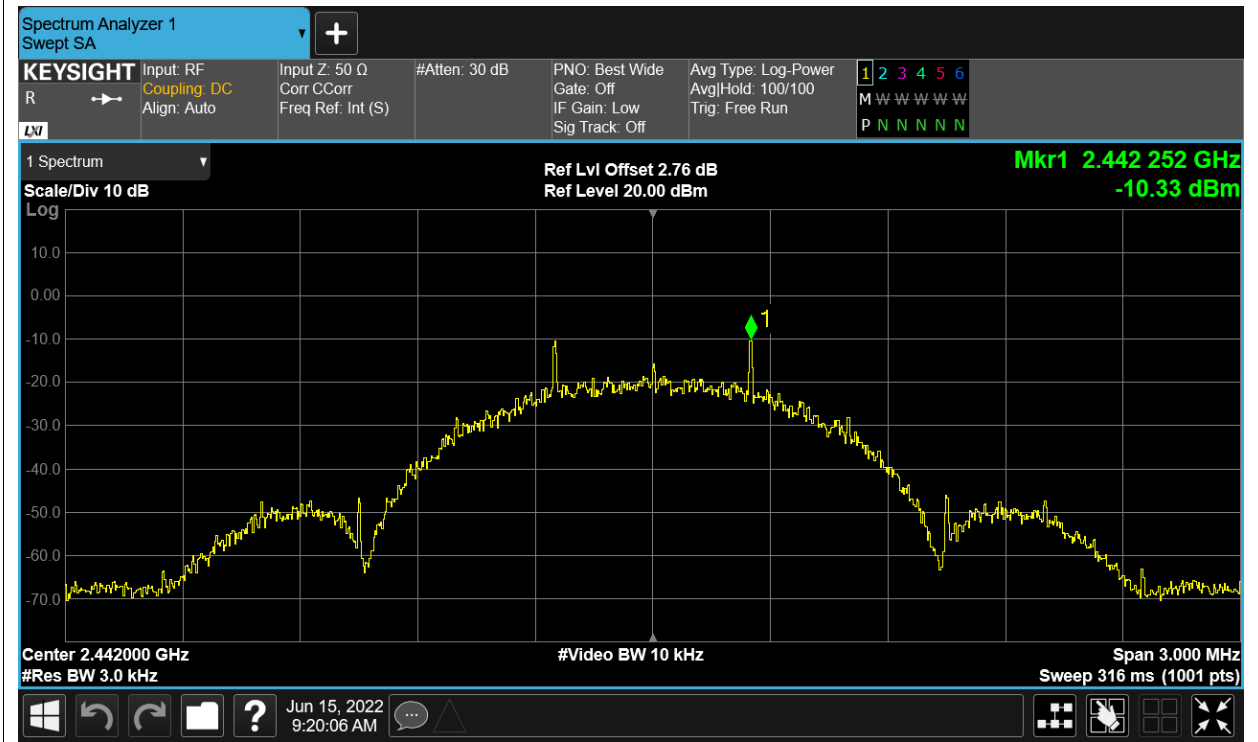 Spectrum Analyzer 1
Swept SA
KEYSIGHT
R
LXI
Input: RF
Coupling: DC
Align: Auto
Input Z: 50 Ω
Corr CCorr
Freq Ref: Int (S)
#Atten: 30 dB
PNO: Best Wide
Gate: Off
IF Gain: Low
Sig Track: Off
Avg Type: Log-Power
Avg|Hold: 100/100
Trig: Free Run
1 2 3 4 5 6
M W W W W W
P N N N N N
1 Spectrum
Scale/Div 10 dB
Ref Lvl Offset 2.76 dB
Ref Level 20.00 dBm
Mkr1 2.442 252 GHz
-10.33 dBm
Log
10.0
0.00
-10.0
-20.0
-30.0
-40.0
-50.0
-60.0
-70.0
1
Center 2.442000 GHz
#Video BW 10 kHz
Span 3.000 MHz
#Res BW 3.0 kHz
Sweep 316 ms (1001 pts)
?
Jun 15, 2022
9:20:06 AM